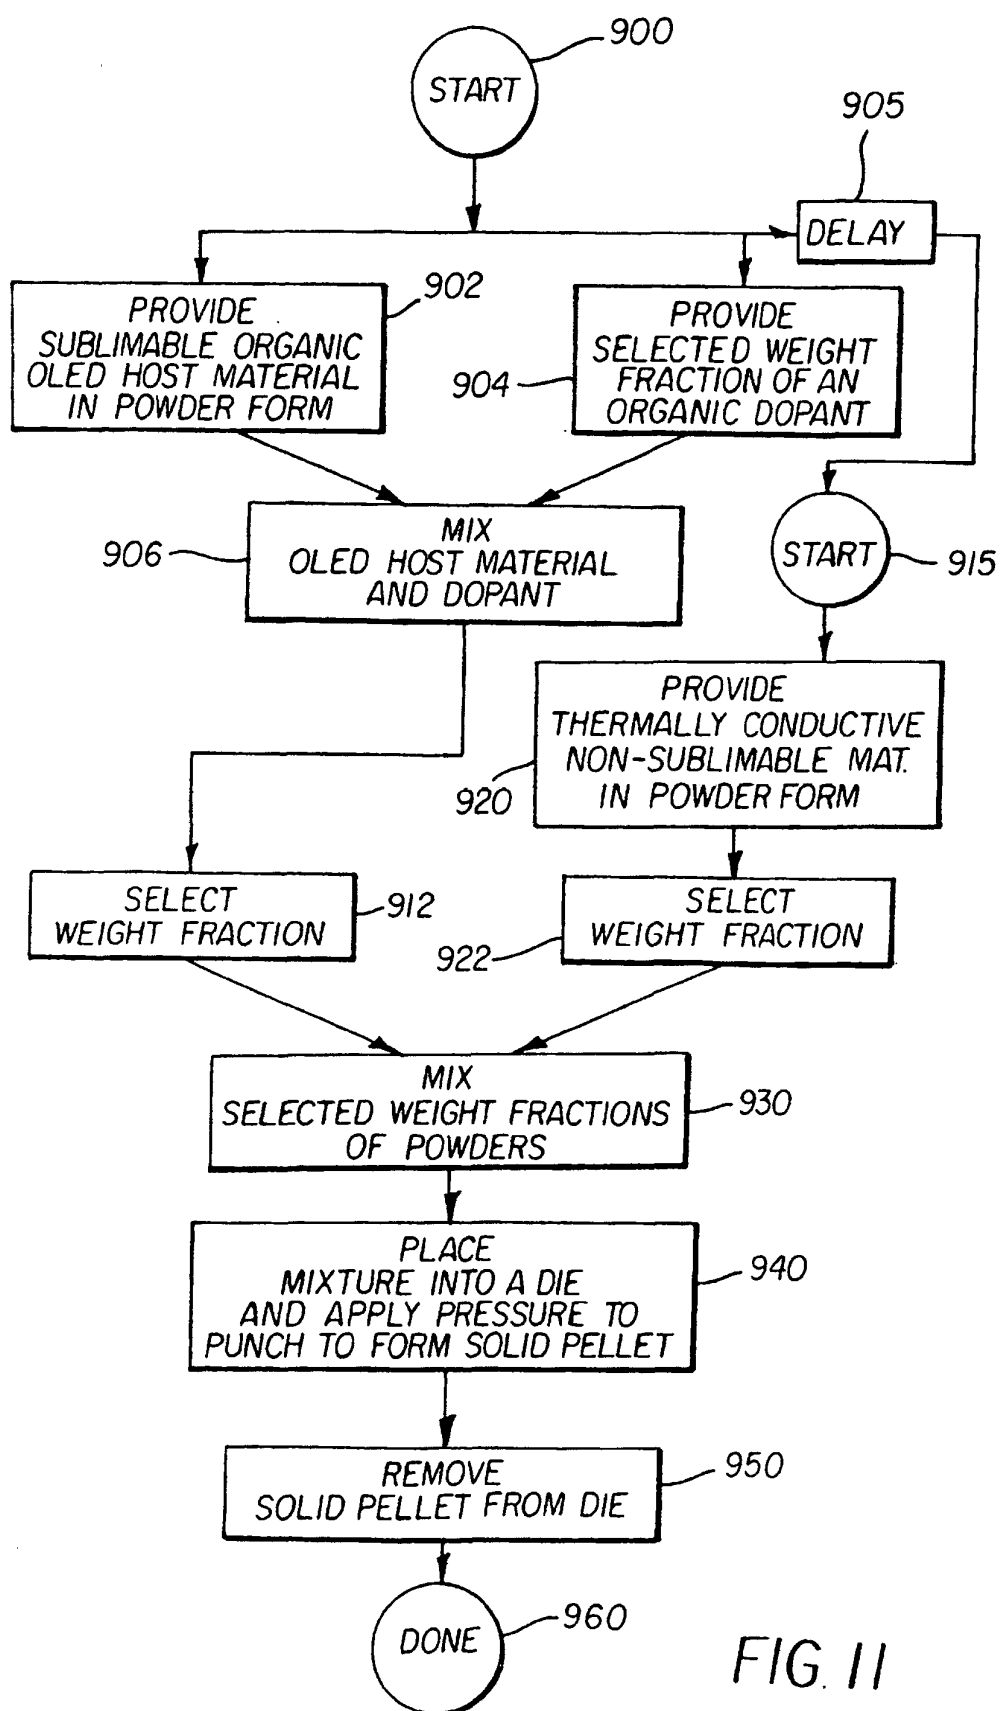 900
START
905
DELAY
902
PROVIDE
SUBLIMABLE ORGANIC
OLED HOST MATERIAL
IN POWDER FORM
904
PROVIDE
SELECTED WEIGHT
FRACTION OF AN
ORGANIC DOPANT
906
MIX
OLED HOST MATERIAL
AND DOPANT
START
915
PROVIDE
THERMALLY CONDUCTIVE
NON-SUBLIMABLE MAT.
IN POWDER FORM
920
SELECT
WEIGHT FRACTION
912
SELECT
WEIGHT FRACTION
922
MIX
SELECTED WEIGHT FRACTIONS
OF POWDERS
930
PLACE
MIXTURE INTO A DIE
AND APPLY PRESSURE TO
PUNCH TO FORM SOLID PELLET
940
REMOVE
SOLID PELLET FROM DIE
950
DONE
960
FIG. 11